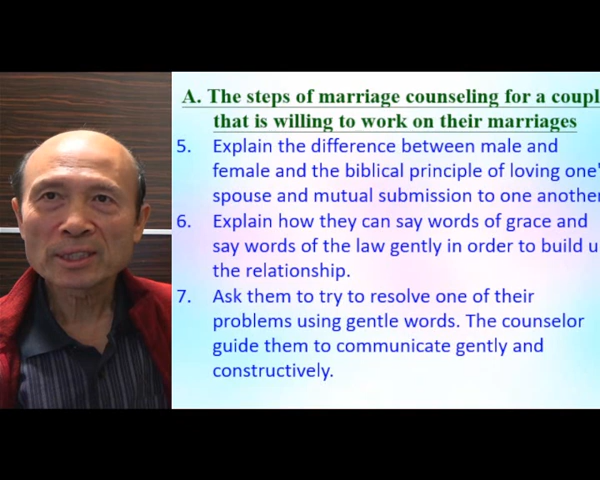 A. The steps of marriage counseling for a coupl
that is willing to work on their marriages
5. Explain the difference between male and
female and the biblical principle of loving one'
spouse and mutual submission to one another
6. Explain how they can say words of grace and
say words of the law gently in order to build u
the relationship.
7. Ask them to try to resolve one of their
problems using gentle words. The counselor
guide them to communicate gently and
constructively.